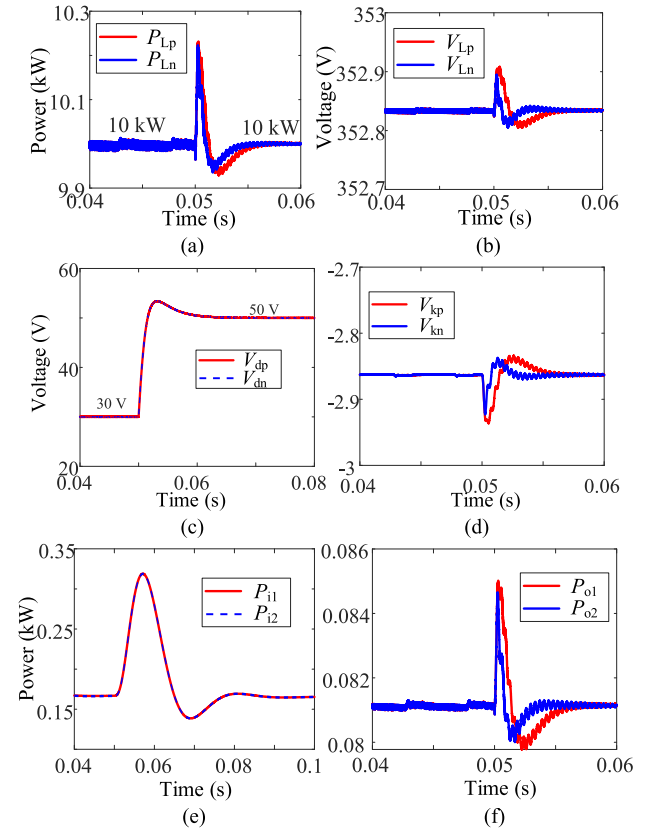 10.3
P_Lp
P_Ln
Power (kW)
10.1
10 kW
10 kW
9.9
0.04
0.05
0.06
Time (s)
(a)
353
V_Lp
V_Ln
Voltage (V)
352.9
352.8
352.7
0.04
0.05
0.06
Time (s)
(b)
60
50 V
Voltage (V)
40
V_dp
V_dn
30 V
20
0.04
0.06
0.08
Time (s)
(c)
-2.7
V_kp
V_kn
-2.8
-2.9
-3
0.04
0.05
0.06
Time (s)
(d)
0.35
P_i1
P_i2
Power (kW)
0.25
0.15
0.04
0.06
0.08
0.1
Time (s)
(e)
0.086
P_o1
P_o2
0.084
0.082
0.08
0.04
0.05
0.06
Time (s)
(f)